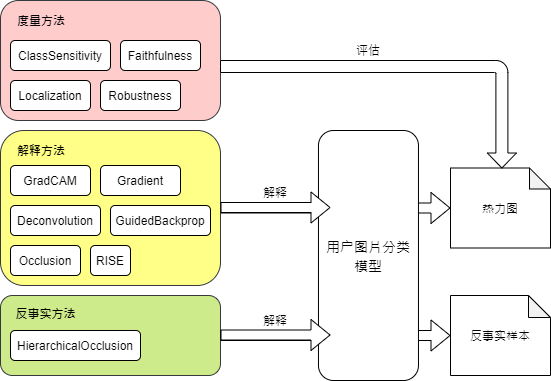 度量方法
ClassSensitivity
Faithfulness
Localization
Robustness
评估
解释方法
GradCAM
Gradient
Deconvolution
GuidedBackprop
Occlusion
RISE
解释
用户图片分类
模型
热力图
反事实方法
HierarchicalOcclusion
解释
反事实样本